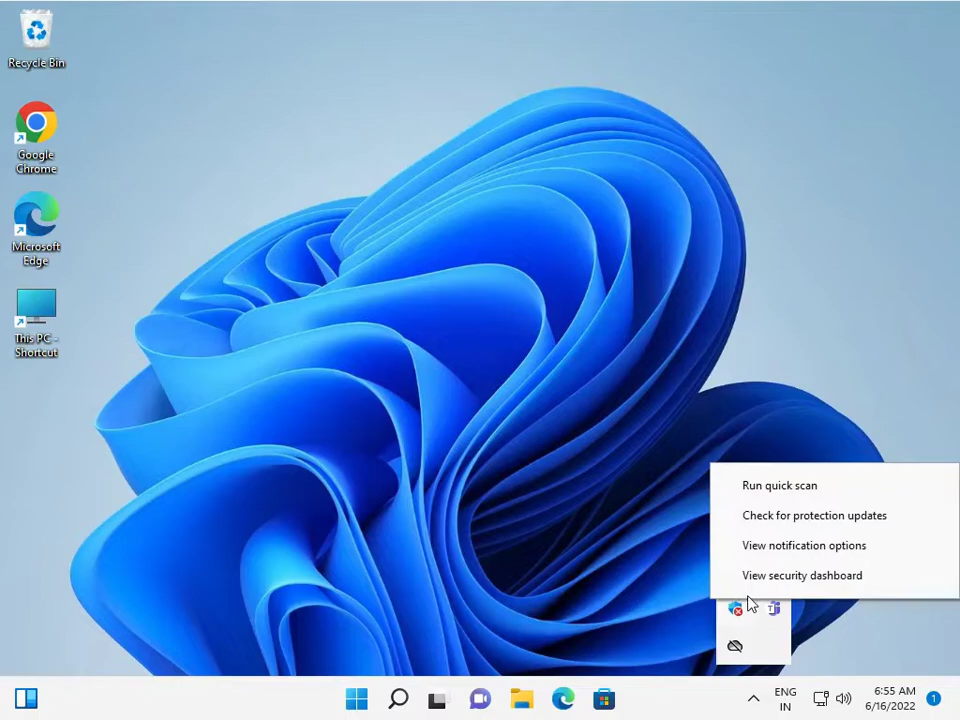 Recycle Bin
Google
Chrome
Microsoft
Edge
This PC -
Shortcut
Run quick scan
Check for protection updates
View notification options
View security dashboard
ENG
IN
6:55 AM
6/16/2022
1